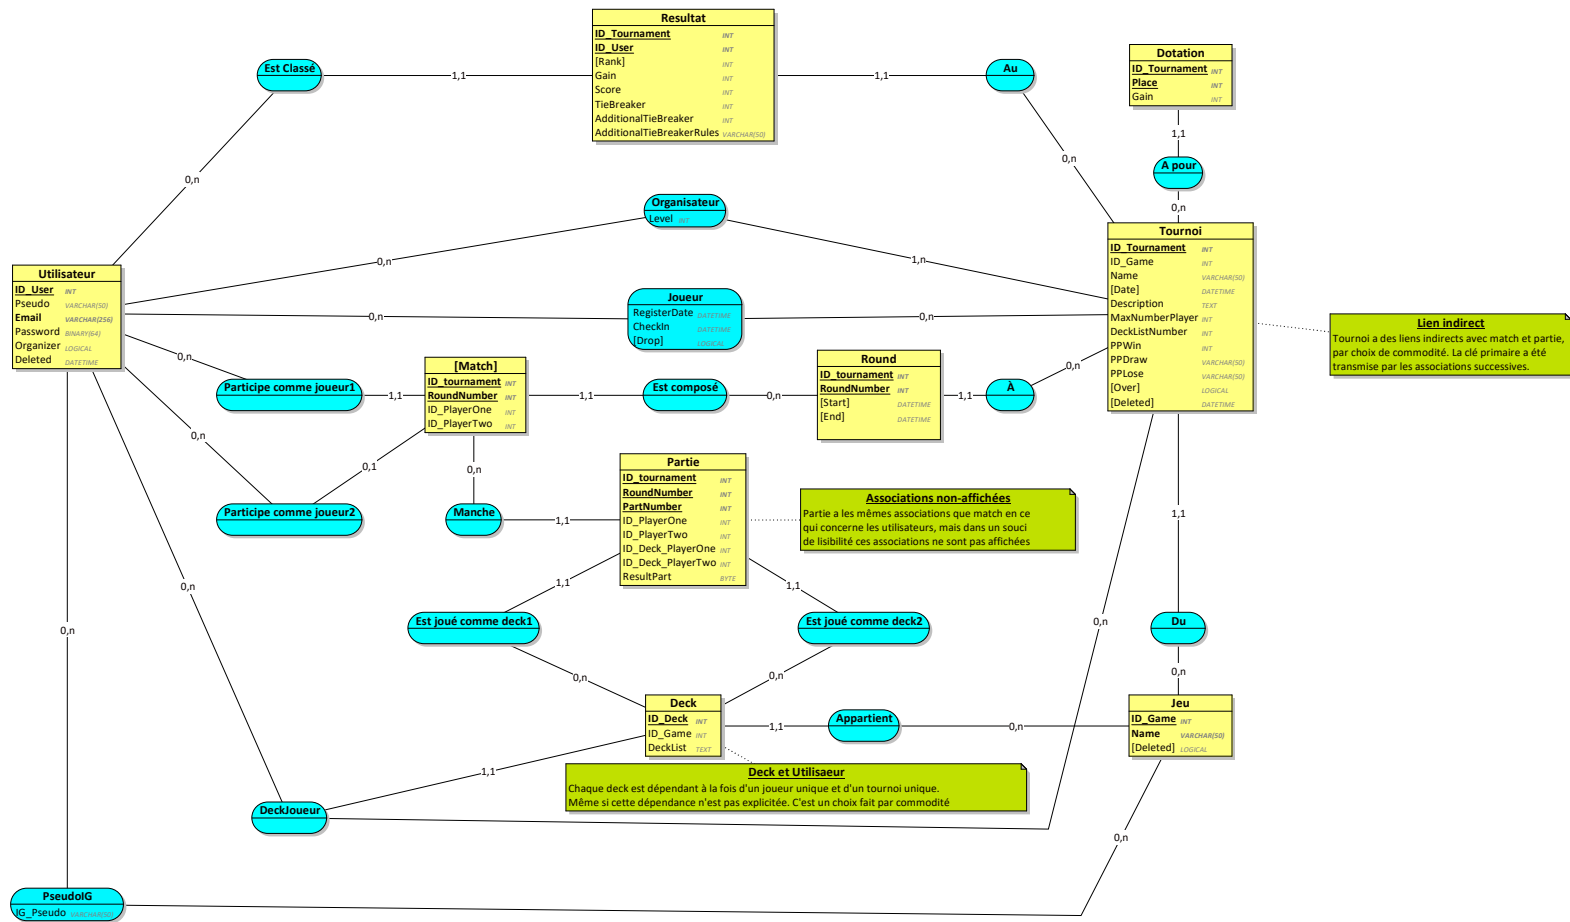 Resultat
ID_Tournament INT
ID_User INT
[Rank] INT
Gain INT
Score INT
TieBreaker INT
AdditionalTieBreaker INT
AdditionalTieBreakerRules VARCHAR(50)
Est Classé
1,1
1,1
Au
0,n
0,n
Dotation
ID_Tournament INT
Place INT
Gain INT
1,1
A pour
0,n
Organisateur
Level INT
0,n
1,n
Utilisateur
ID_User INT
Pseudo VARCHAR(50)
Email VARCHAR(256)
Password BINARY(64)
Organizer LOGICAL
Deleted DATETIME
Joueur
RegisterDate DATETIME
CheckIn DATETIME
[Drop] LOGICAL
0,n
0,n
Tournoi
ID_Tournament INT
ID_Game INT
Name VARCHAR(50)
[Date] DATETIME
Description TEXT
MaxNumberPlayer INT
DeckListNumber INT
PPWin INT
PPDraw VARCHAR(50)
PPLose VARCHAR(50)
[Over] LOGICAL
[Deleted] DATETIME
Lien indirect
Tournoi a des liens indirects avec match et partie,
par choix de commodité. La clé primaire a été
transmise par les associations successives.
0,n
Participe comme joueur1
1,1
[Match]
ID_tournament INT
RoundNumber INT
ID_PlayerOne INT
ID_PlayerTwo INT
1,1
Est composé
0,n
Round
ID_tournament INT
RoundNumber INT
[Start] DATETIME
[End] DATETIME
1,1
À
0,n
0,n
0,1
Participe comme joueur2
0,n
Manche
1,1
Partie
ID_tournament INT
RoundNumber INT
PartNumber INT
ID_PlayerOne INT
ID_PlayerTwo INT
ID_Deck_PlayerOne INT
ID_Deck_PlayerTwo INT
ResultPart BYTE
Associations non-affichées
Partie a les mêmes associations que match en ce
qui concerne les utilisateurs, mais dans un souci
de lisibilité ces associations ne sont pas affichées
1,1
0,n
1,1
1,1
Est joué comme deck1
Est joué comme deck2
Du
0,n
0,n
0,n
0,n
0,n
Deck
ID_Deck INT
ID_Game INT
DeckList TEXT
1,1
Appartient
0,n
Jeu
ID_Game INT
Name VARCHAR(50)
[Deleted] LOGICAL
1,1
Deck et Utilisaeur
Chaque deck est dépendant à la fois d'un joueur unique et d'un tournoi unique.
Même si cette dépendance n'est pas explicitée. C'est un choix fait par commodité
DeckJoueur
0,n
PseudoIG
IG_Pseudo VARCHAR(50)